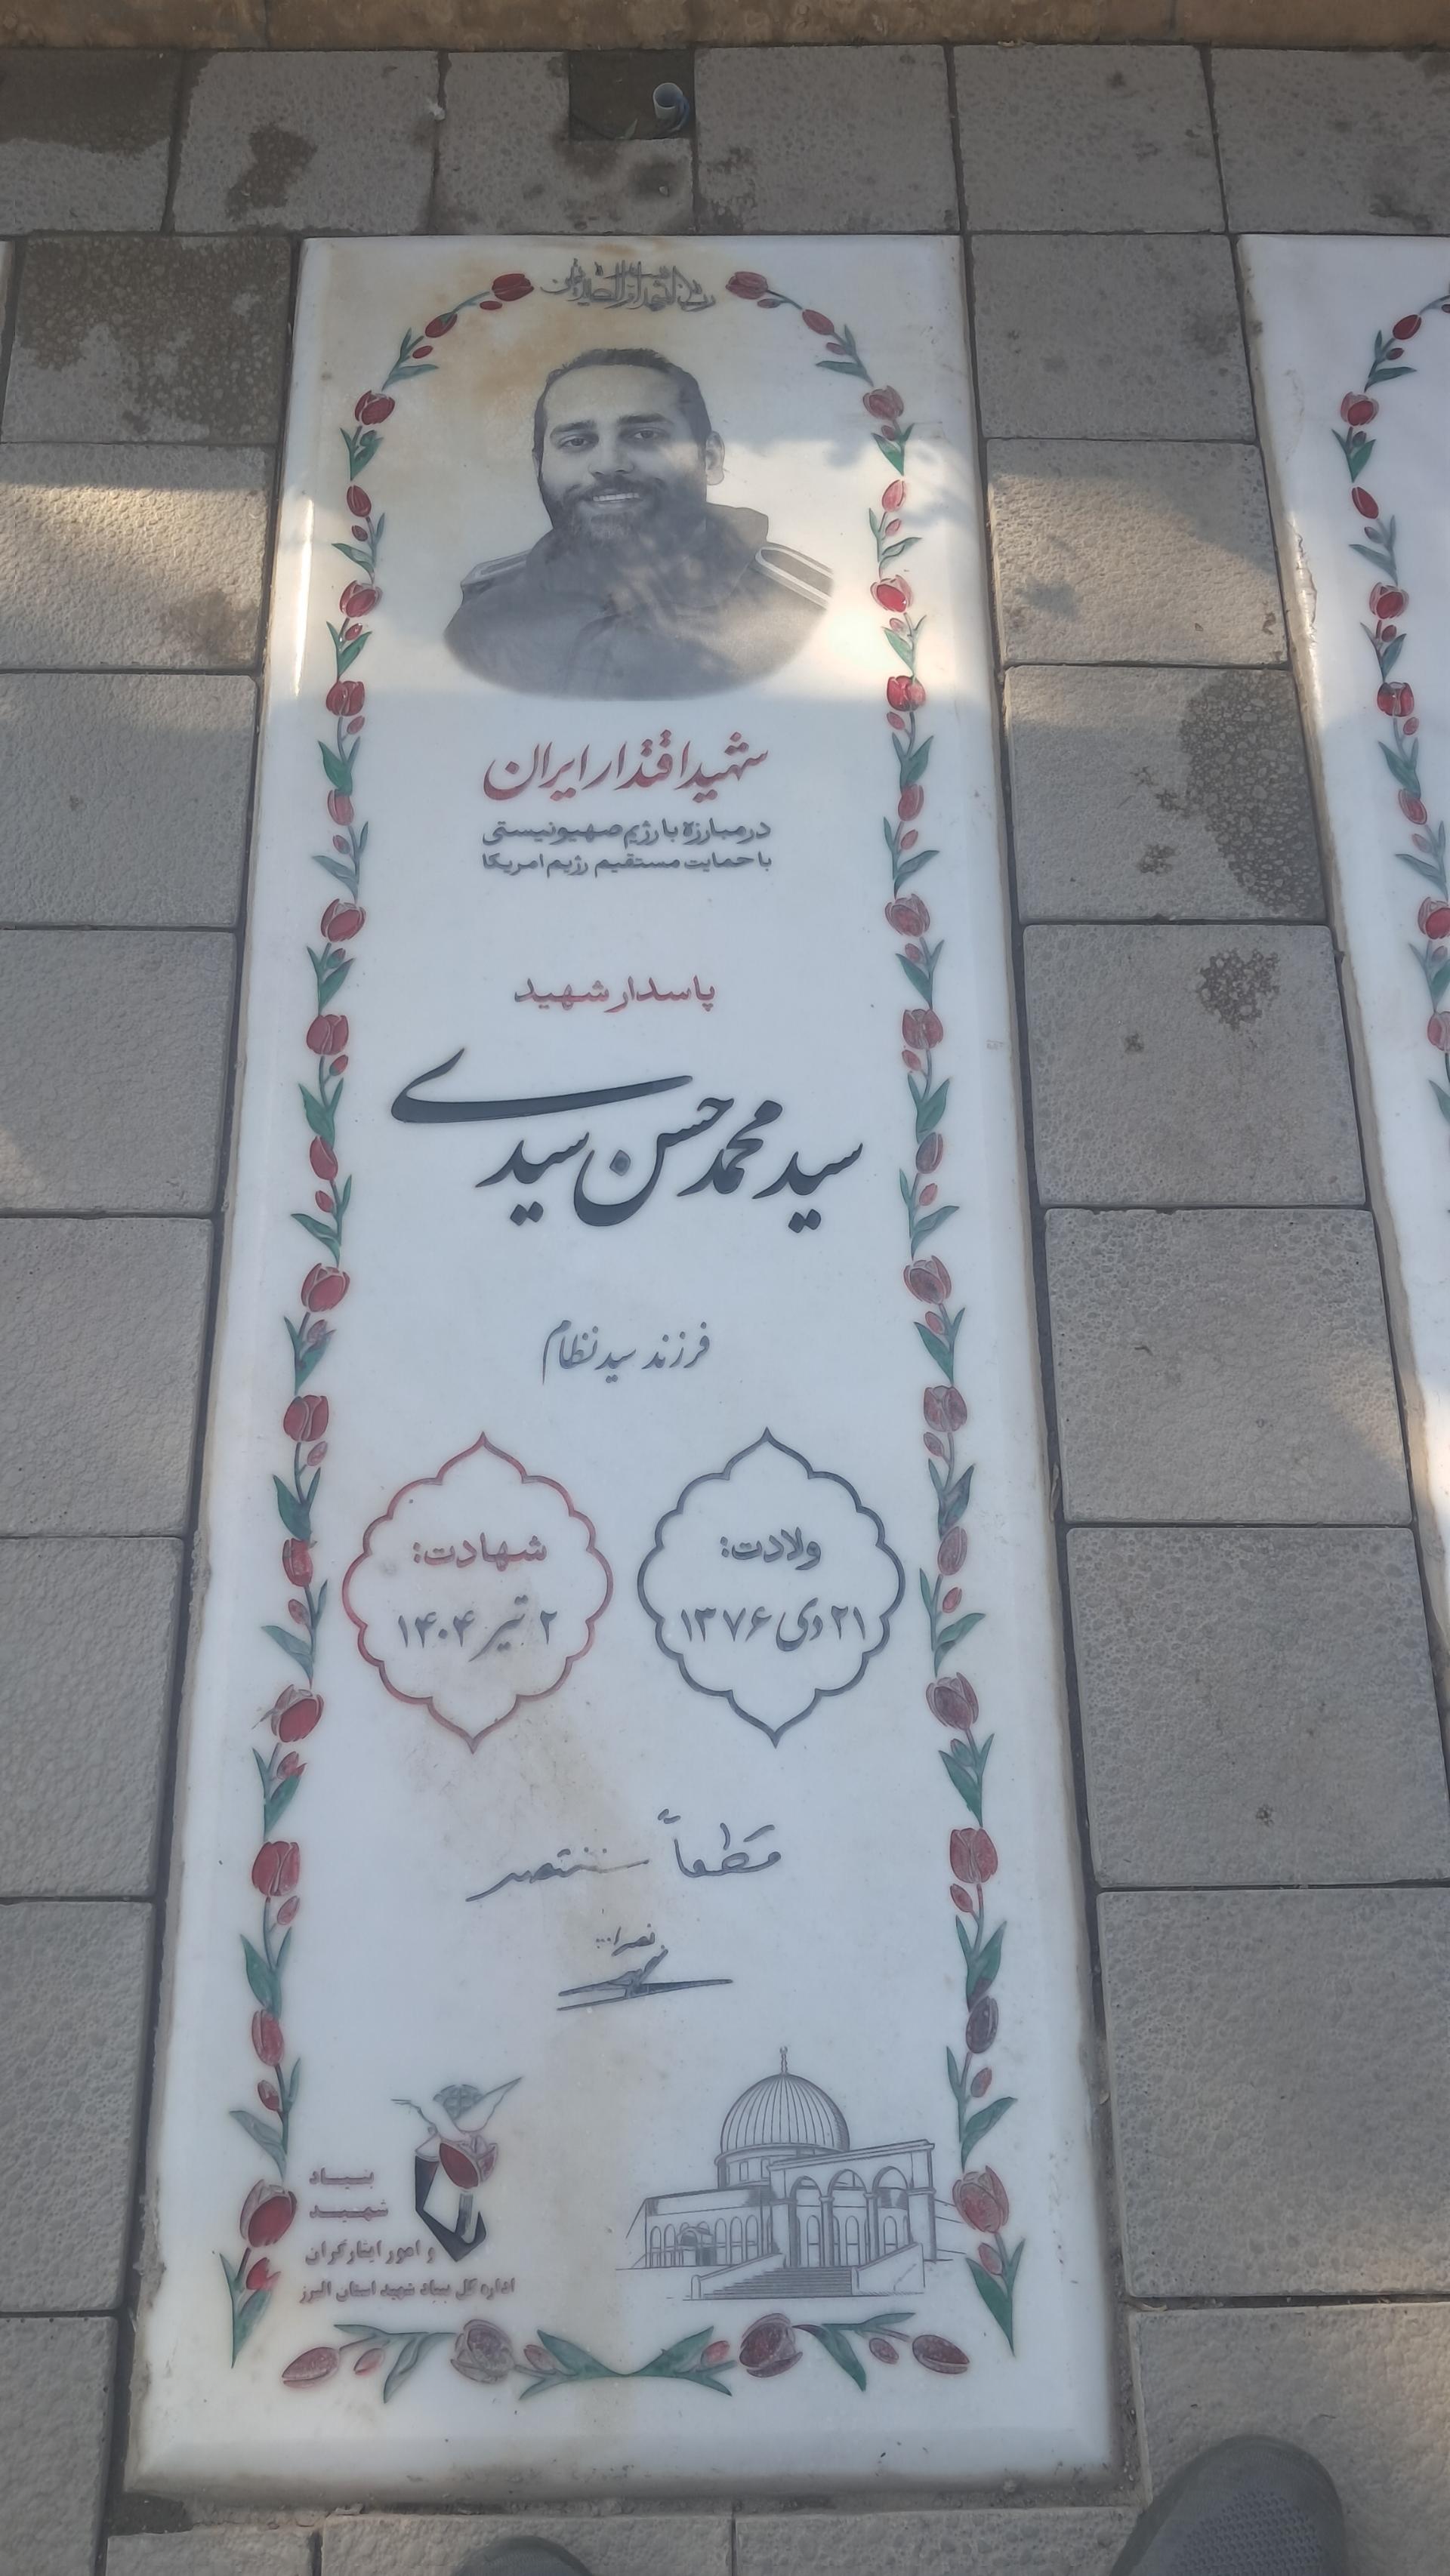 شهید اقتدار ایران
در مبارزه با رژیم صهیونیستی
با حمایت مستقیم رژیم امریکا
پاسدار شهید
سید محمد حسن سیدی
فرزند سید نظام
ولادت:
۲۱ دی ۱۳۷۶
شهادت:
۲ تیر ۱۴۰۴
قطعاً سننتصر
نصرا...
بنیاد
شهید
و امور ایثارگران
اداره کل بنیاد شهید استان البرز